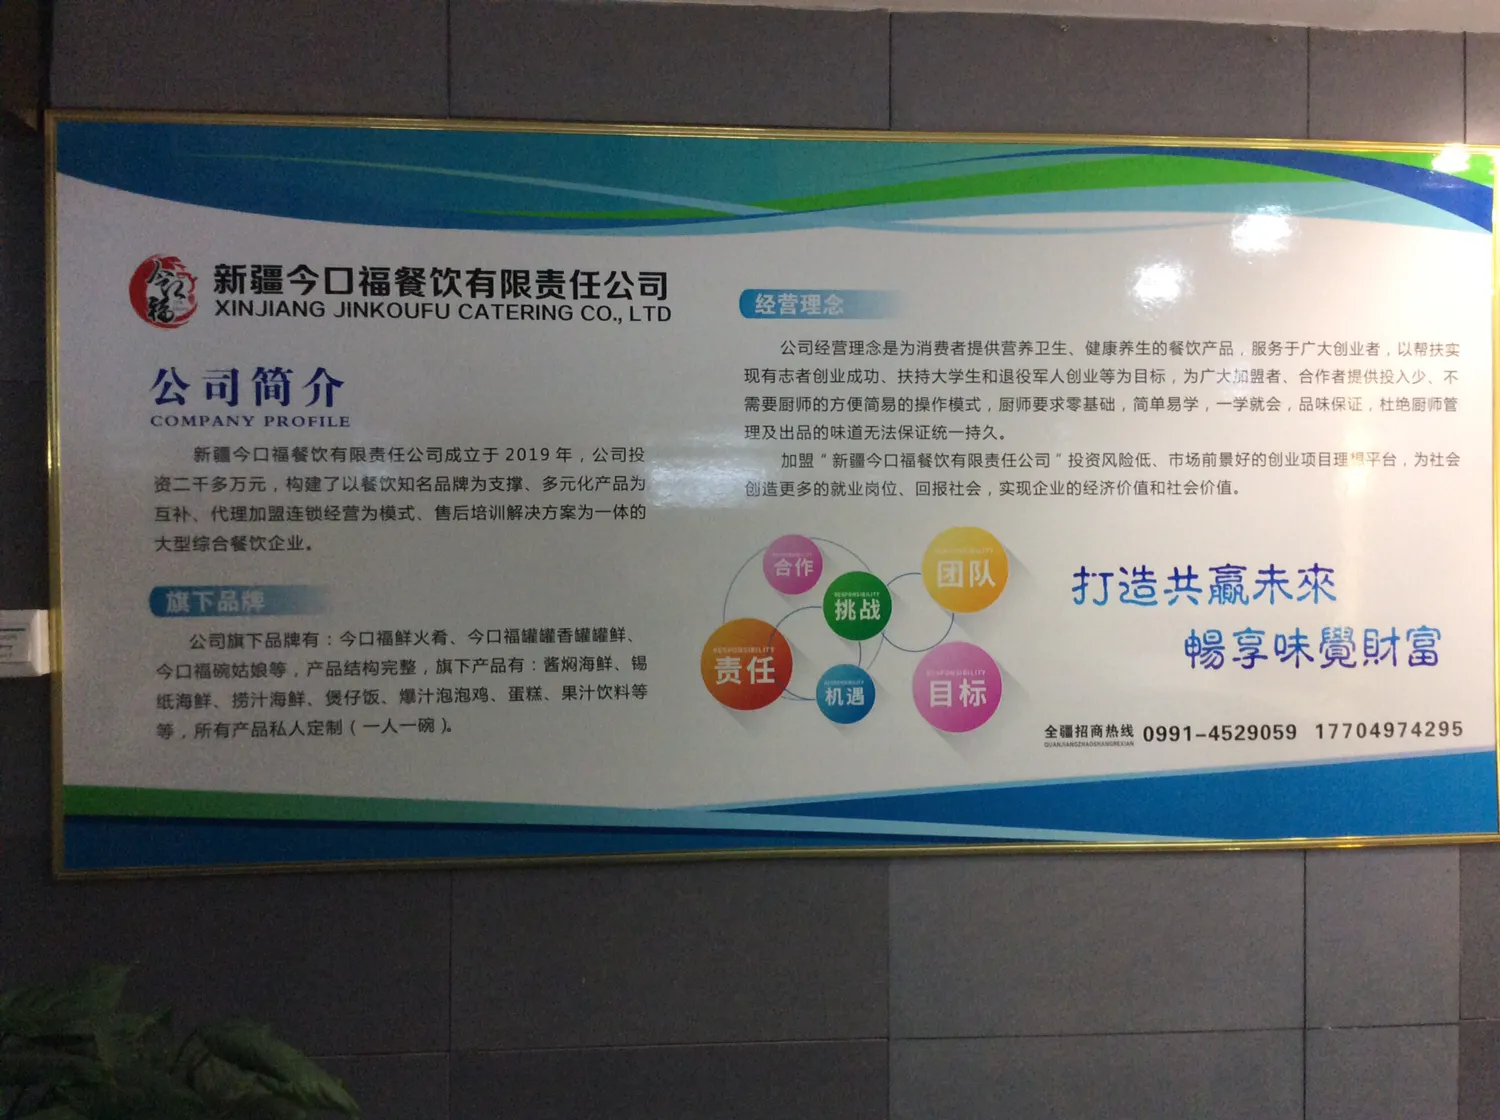 今口福
新疆今口福餐饮有限责任公司
XINJIANG JINKOUFU CATERING CO., LTD
公司简介
COMPANY PROFILE
新疆今口福餐饮有限责任公司成立于2019年，公司投
资二千多万元，构建了以餐饮知名品牌为支撑、多元化产品为
互补、代理加盟连锁经营为模式、售后培训解决方案为一体的
大型综合餐饮企业。
旗下品牌
公司旗下品牌有：今口福鲜火肴、今口福罐罐香罐罐鲜、
今口福碗姑娘等，产品结构完整，旗下产品有：酱焖海鲜、锡
纸海鲜、捞汁海鲜、煲仔饭、爆汁泡泡鸡、蛋糕、果汁饮料等
等，所有产品私人定制（一人一碗）。
经营理念
公司经营理念是为消费者提供营养卫生、健康养生的餐饮产品，服务于广大创业者，以帮扶实
现有志者创业成功、扶持大学生和退役军人创业等为目标，为广大加盟者、合作者提供投入少、不
需要厨师的方便简易的操作模式，厨师要求零基础，简单易学，一学就会，品味保证，杜绝厨师管
理及出品的味道无法保证统一持久。
加盟“新疆今口福餐饮有限责任公司”投资风险低、市场前景好的创业项目理想平台，为社会
创造更多的就业岗位、回报社会，实现企业的经济价值和社会价值。
合作
RESPONSIBILITY
挑战
RESPONSIBILITY
团队
RESPONSIBILITY
责任
RESPONSIBILITY
机遇
RESPONSIBILITY
目标
打造共赢未來
暢享味覺財富
全疆招商热线 0991-4529059 17704974295
QUANJIANGZHAOSHANGREXIAN